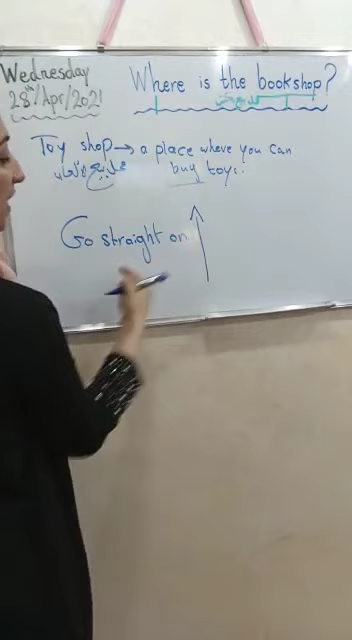 Wednesday
28th/Apr/2021
Where is the bookshop?
Toy shop → a place where you can
buy toys.
Go straight on